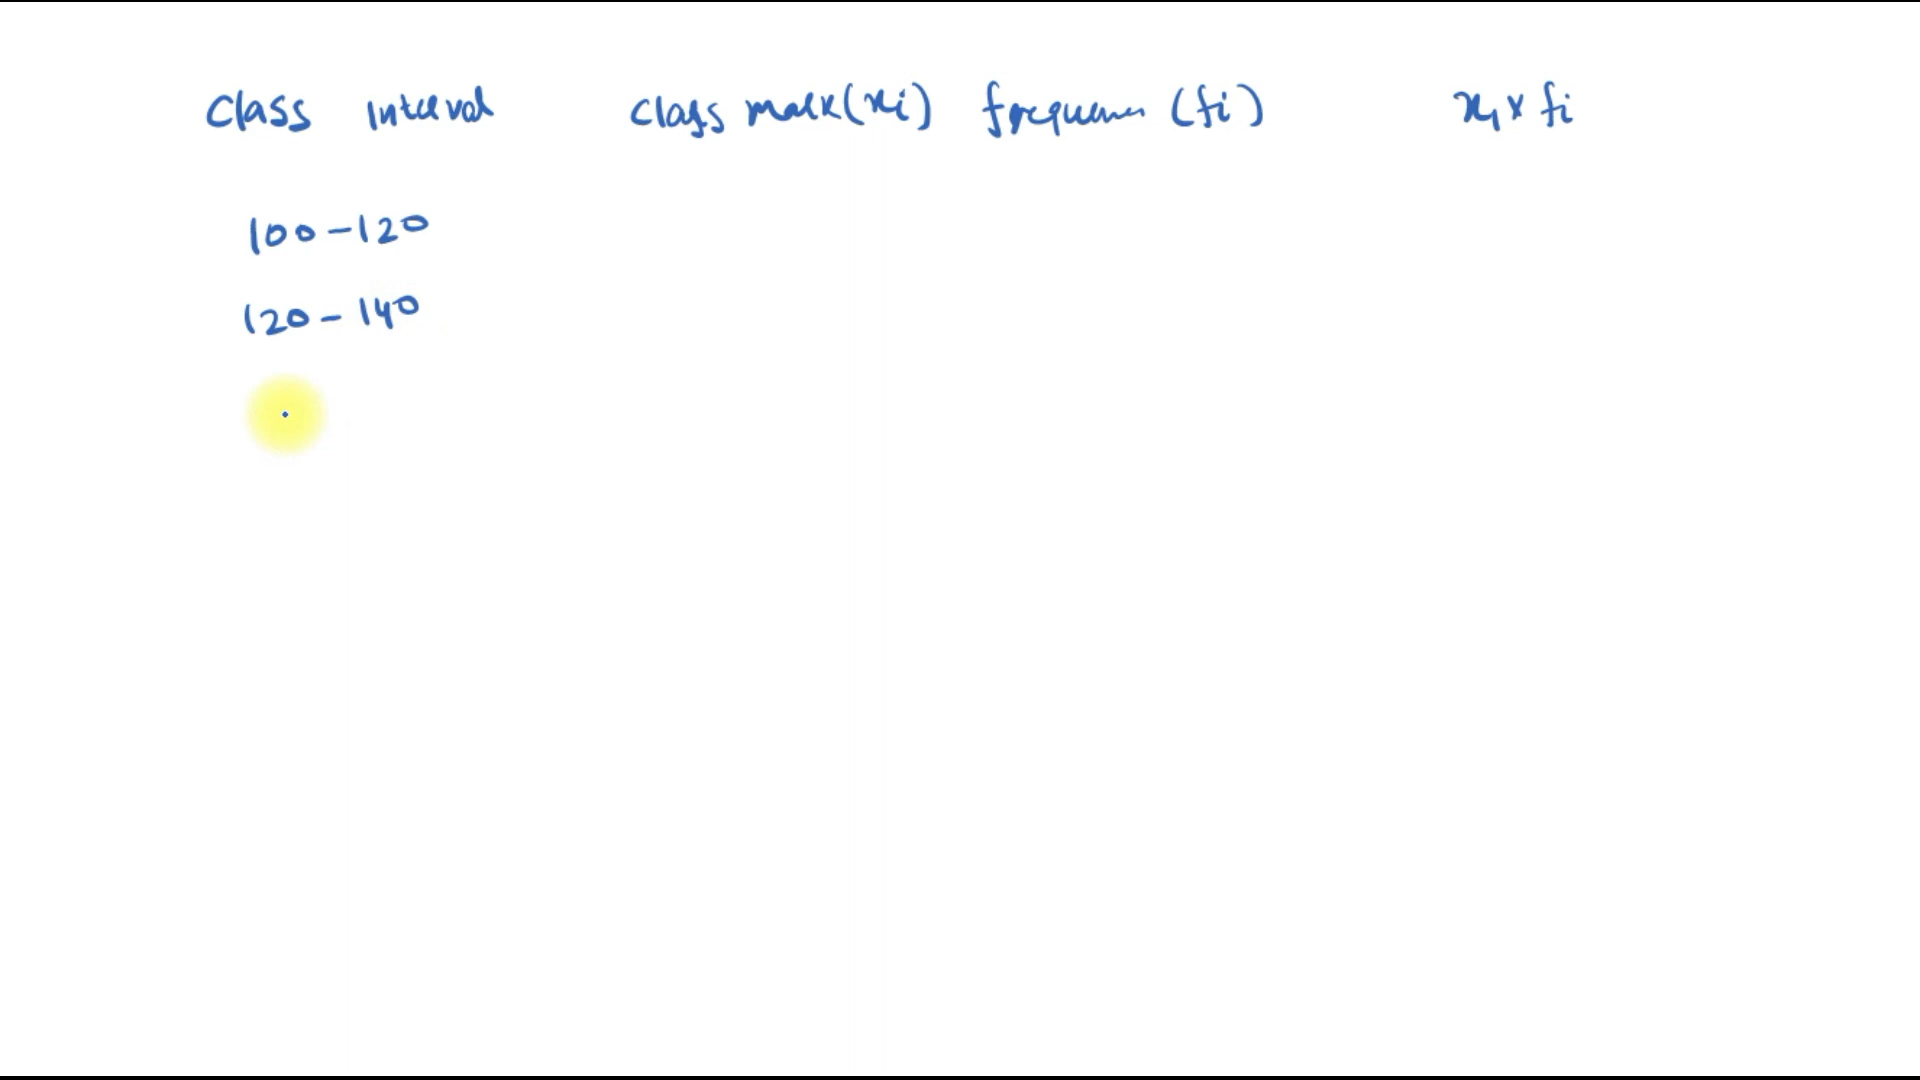 Class Interval class mark (xi) frequency (fi) xi x fi
100-120
120-140